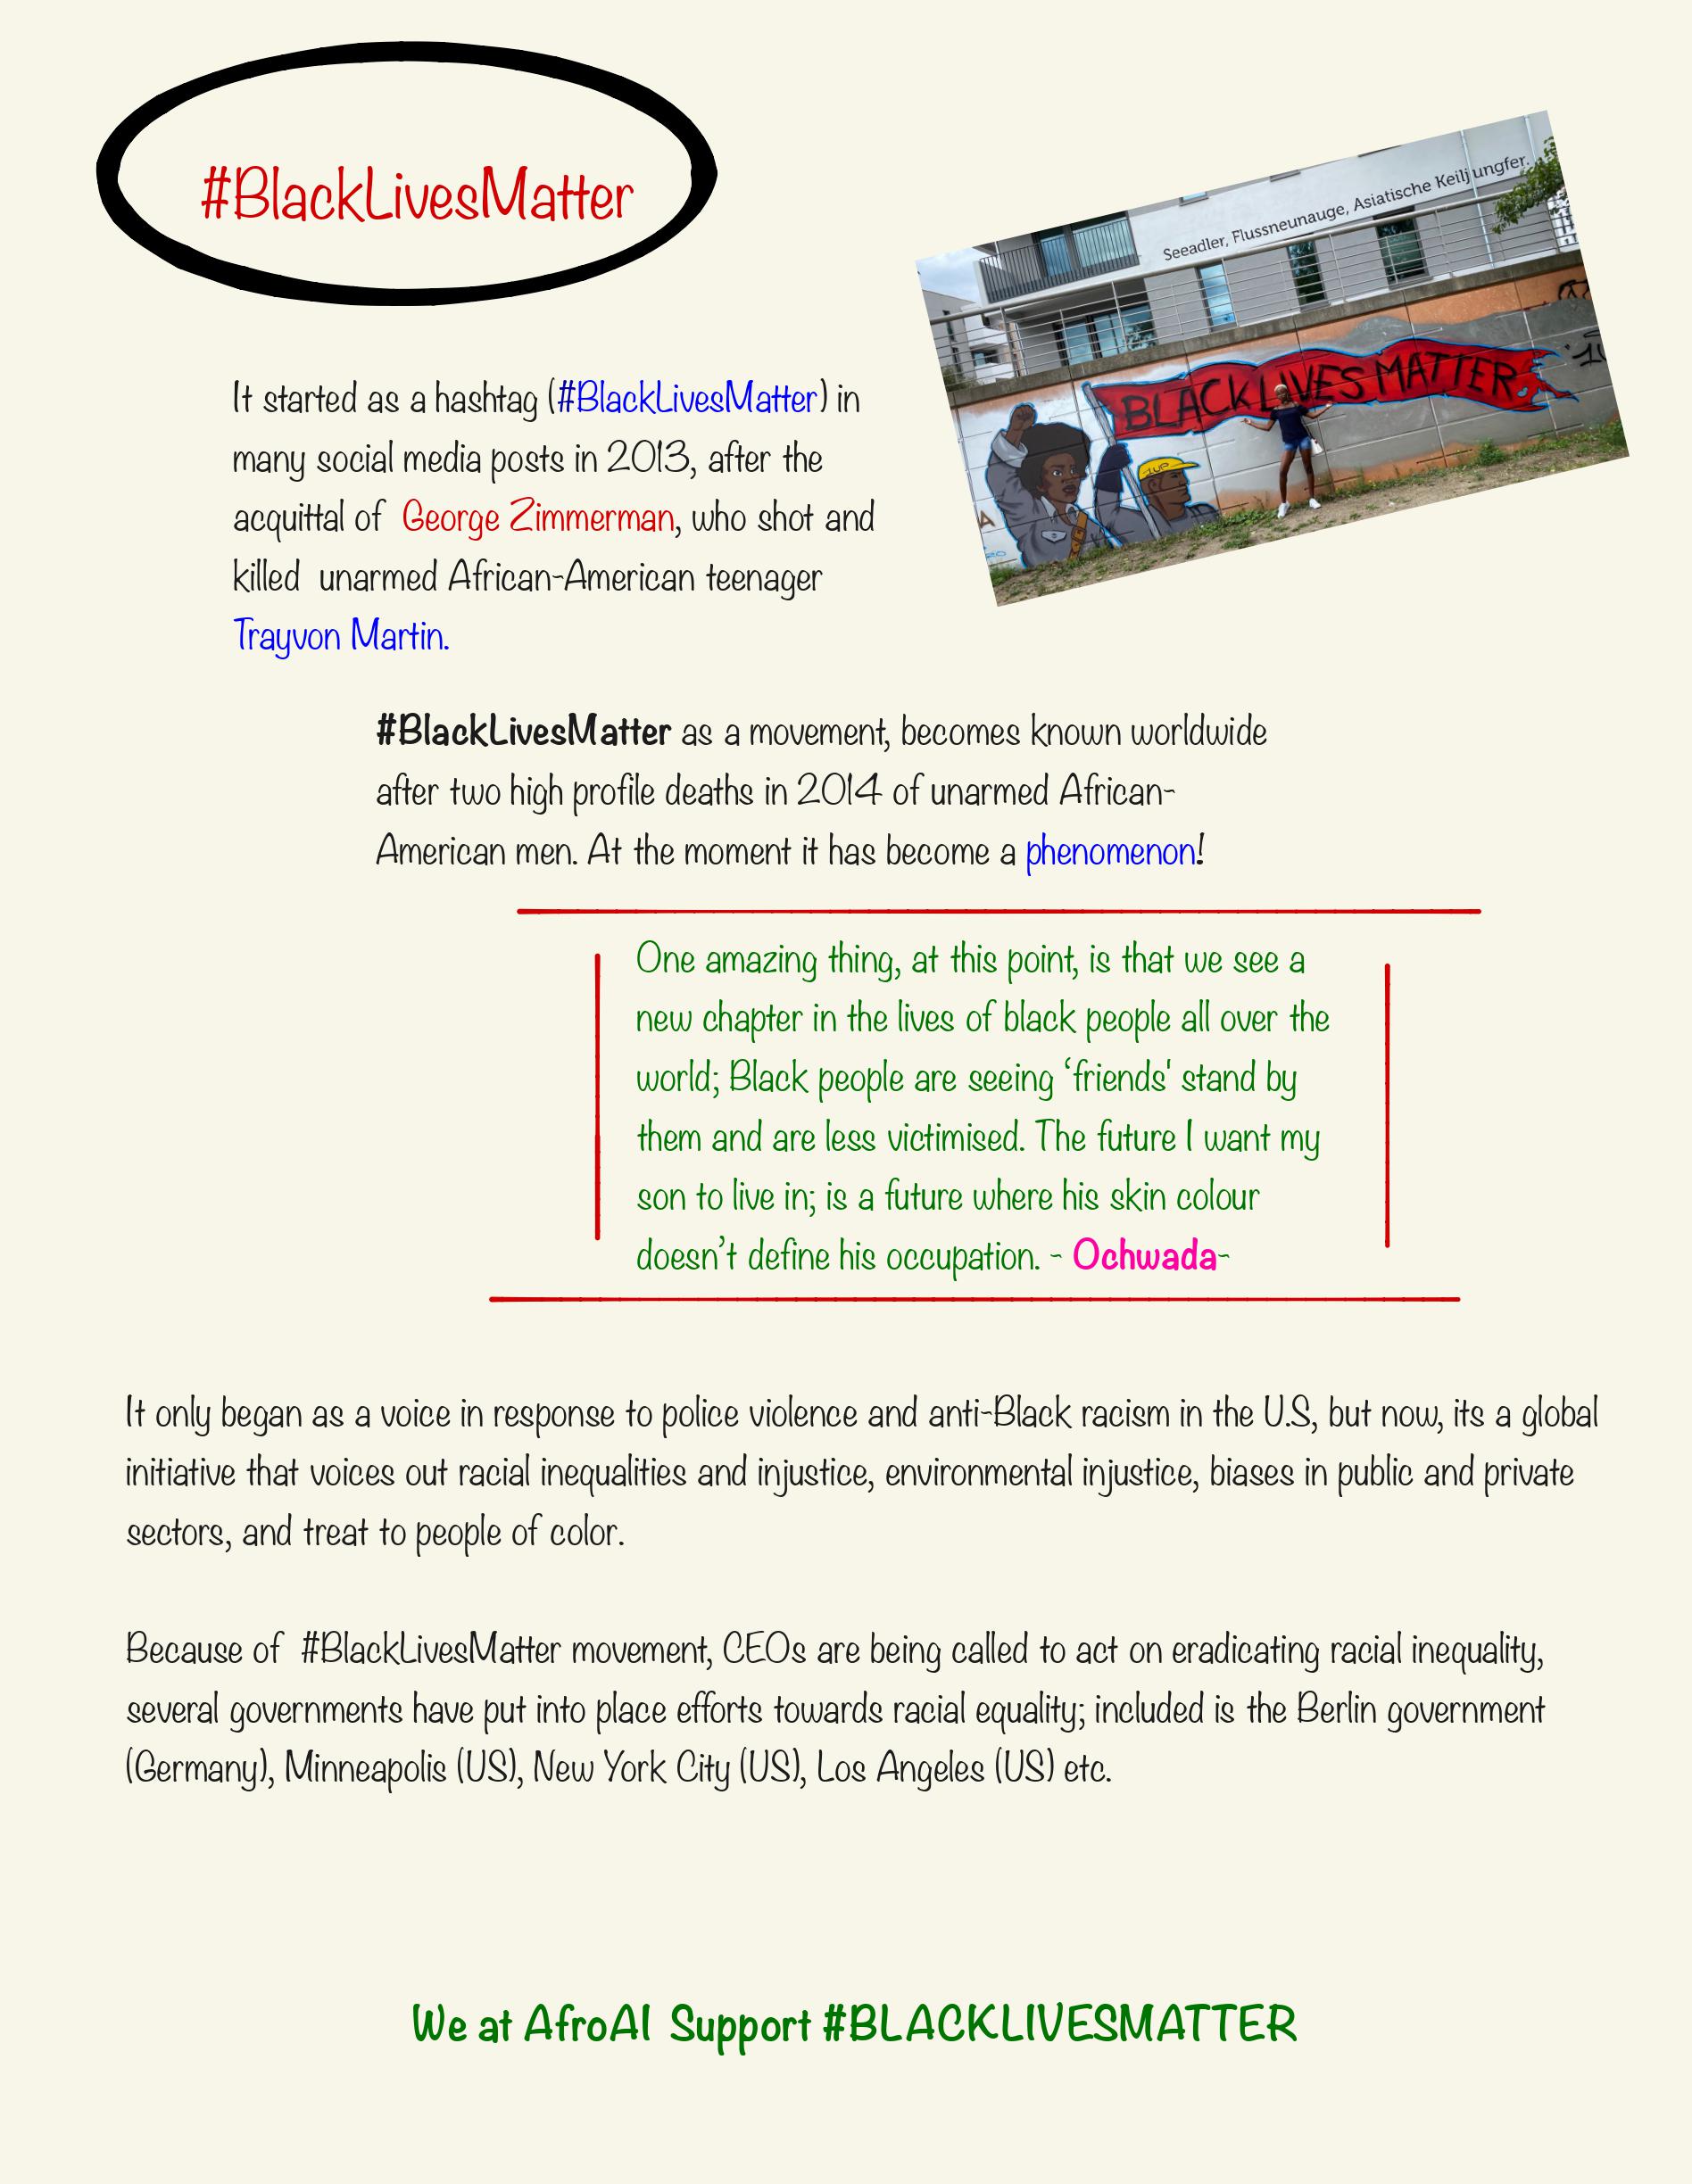 #BlackLivesMatter
Seeadler, Flussneunauge, Asiatische Keiljungfer.
BLACK LIVES MATTER
1UP
It started as a hashtag (#BlackLivesMatter) in
many social media posts in 2013, after the
acquittal of George Zimmerman, who shot and
killed unarmed African-American teenager
Trayvon Martin.
#BlackLivesMatter as a movement, becomes known worldwide
after two high profile deaths in 2014 of unarmed African-
American men. At the moment it has become a phenomenon!
One amazing thing, at this point, is that we see a
new chapter in the lives of black people all over the
world; Black people are seeing ‘friends' stand by
them and are less victimised. The future I want my
son to live in; is a future where his skin colour
doesn’t define his occupation. - Ochwada-
It only began as a voice in response to police violence and anti-Black racism in the U.S, but now, its a global
initiative that voices out racial inequalities and injustice, environmental injustice, biases in public and private
sectors, and treat to people of color.
Because of #BlackLivesMatter movement, CEOs are being called to act on eradicating racial inequality,
several governments have put into place efforts towards racial equality; included is the Berlin government
(Germany), Minneapolis (US), New York City (US), Los Angeles (US) etc.
We at AfroAI Support #BLACKLIVESMATTER